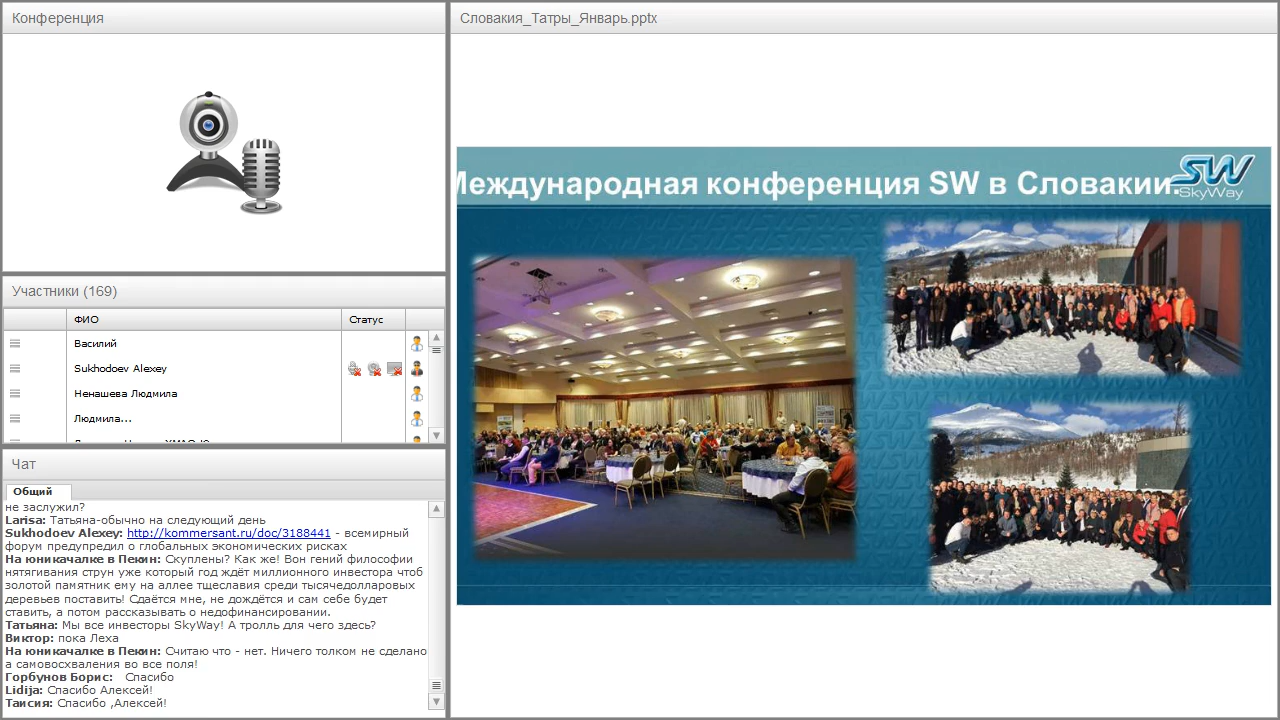 Конференция
Участники (169)
ФИО
Статус
Василий
Sukhodoev Alexey
Ненашева Людмила
Людмила...
Чат
Общий
не заслужил?
Larisa: Татьяна-обычно на следующий день
Sukhodoev Alexey: http://kommersant.ru/doc/3188441 - всемирный
форум предупредил о глобальных экономических рисках
На юникачалке в Пекин: Скуплены? Как же! Вон гений философии
нятягивания струн уже который год ждёт миллионного инвестора чтоб
золотой памятник ему на аллее тщеславия среди тысячедолларовых
деревьев поставить! Сдаётся мне, не дождётся и сам себе будет
ставить, а потом рассказывать о недофинансировании.
Татьяна: Мы все инвесторы SkyWay! А тролль для чего здесь?
Виктор: пока Леха
На юникачалке в Пекин: Считаю что - нет. Ничего толком не сделано
а самовосхваления во все поля!
Горбунов Борис: Спасибо
Lidija: Спасибо Алексей!
Таисия: Спасибо ,Алексей!
Словакия_Татры_Январь.pptx
Международная конференция SW в Словакии.
SW
SkyWay